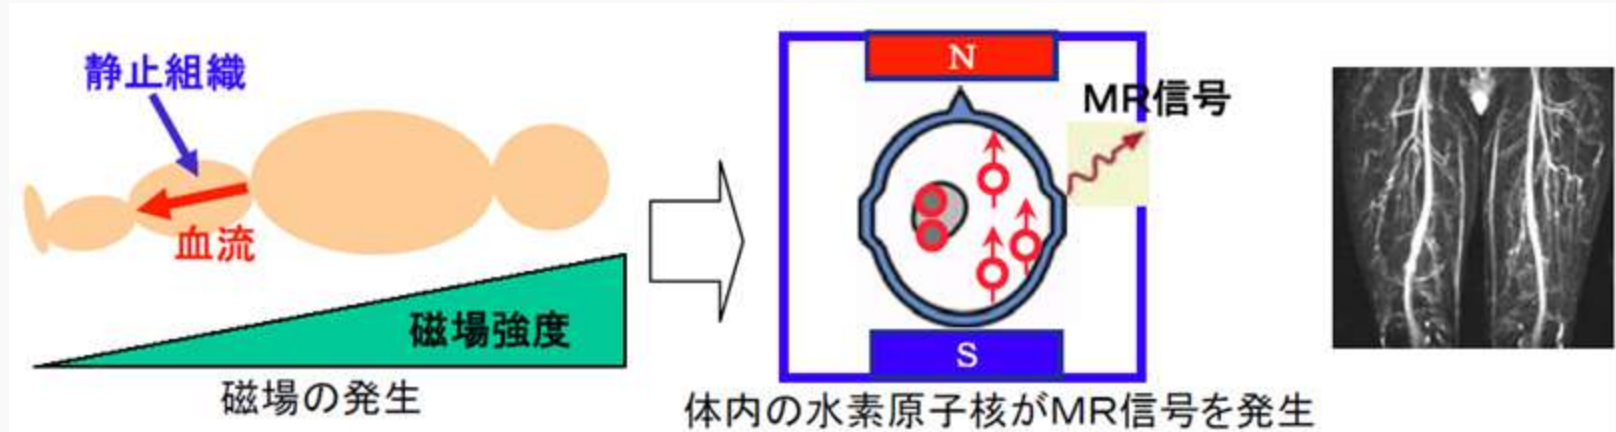 静止組織
血流
磁場強度
磁場の発生
N
MR信号
S
体内の水素原子核がMR信号を発生